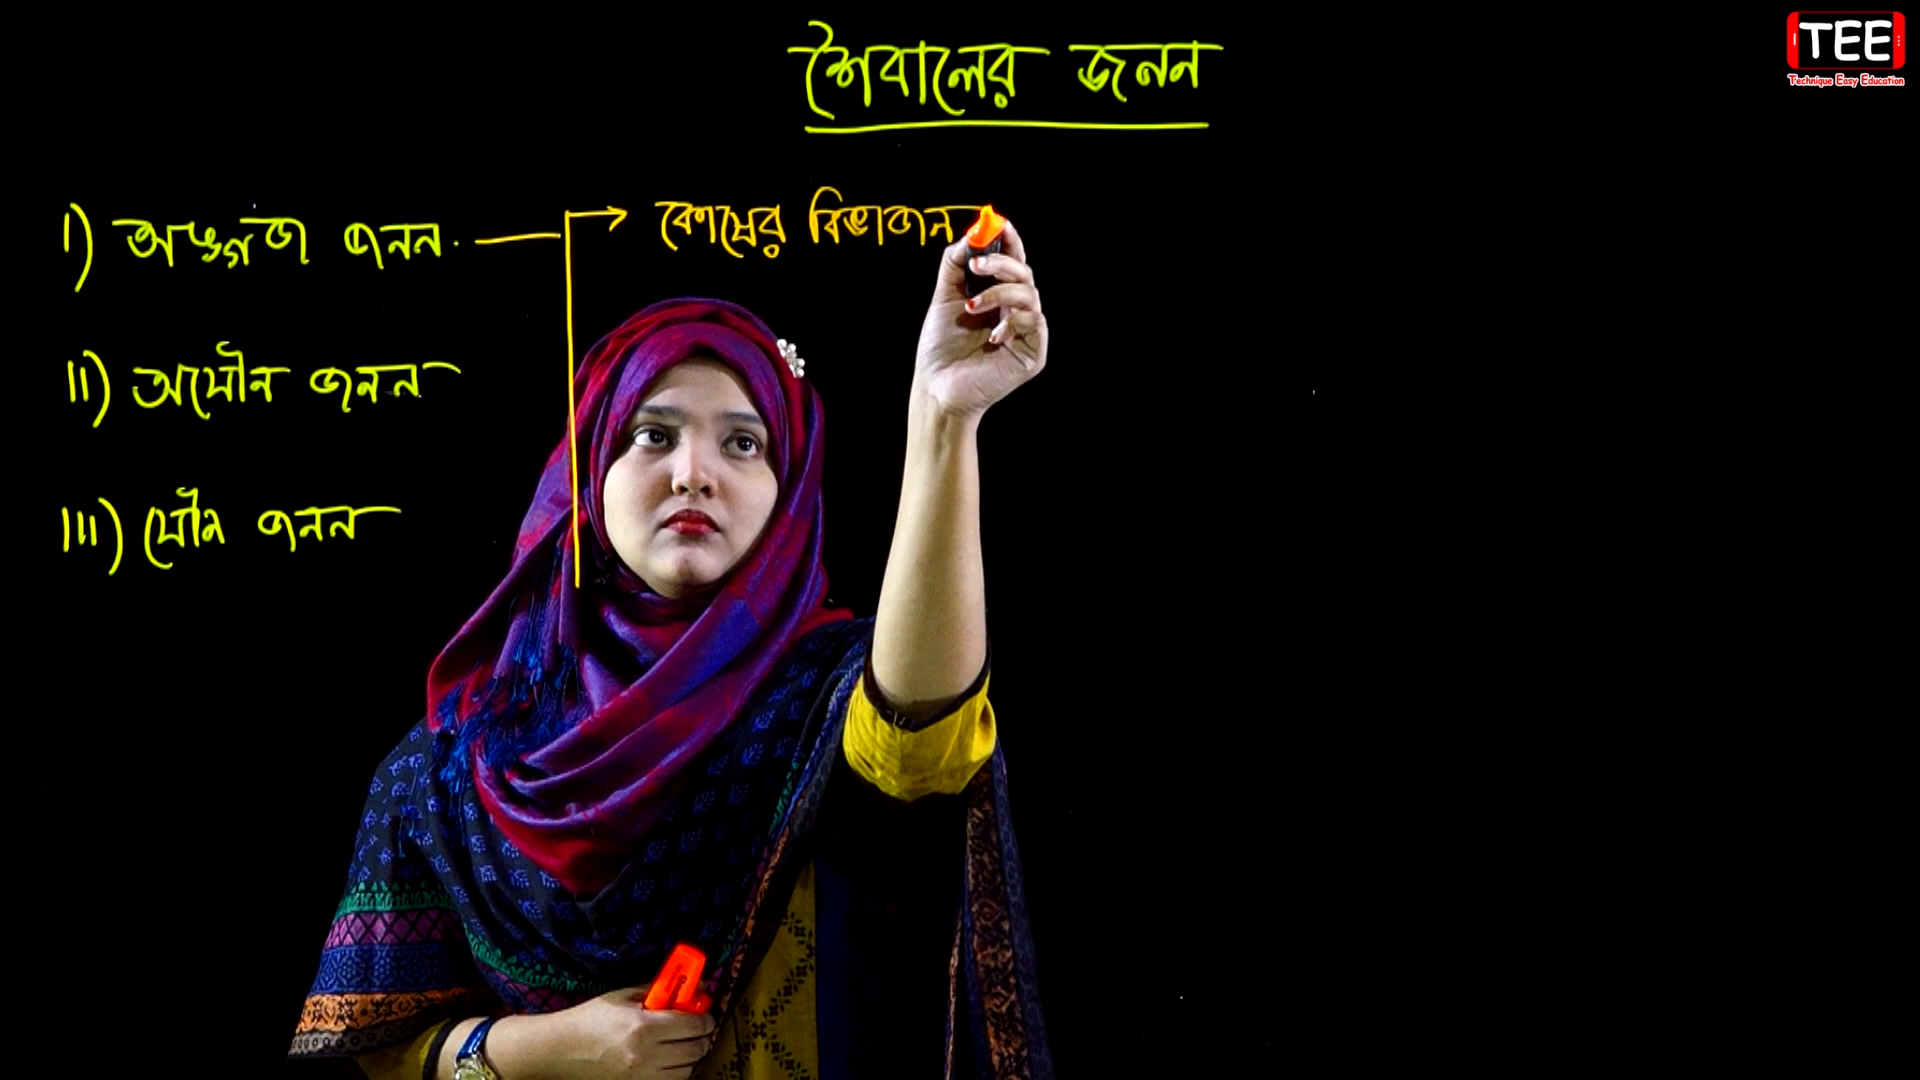 শৈবালের জনন
I) অঙ্গজ জনন
কোষের বিভাজন
II) অযৌন জনন
III) যৌন জনন
TEE
Technique Easy Education